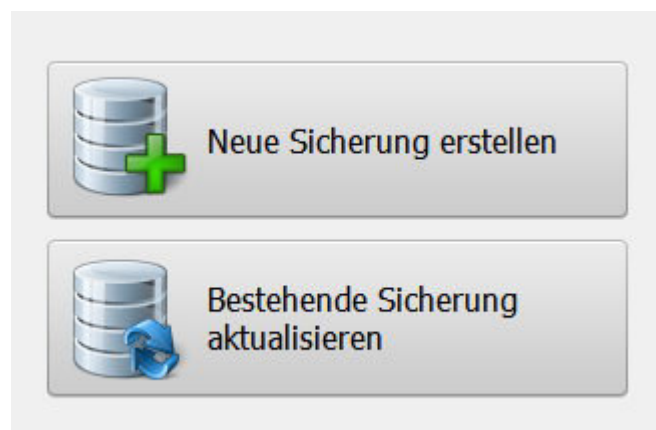 Neue Sicherung erstellen
Bestehende Sicherung
aktualisieren